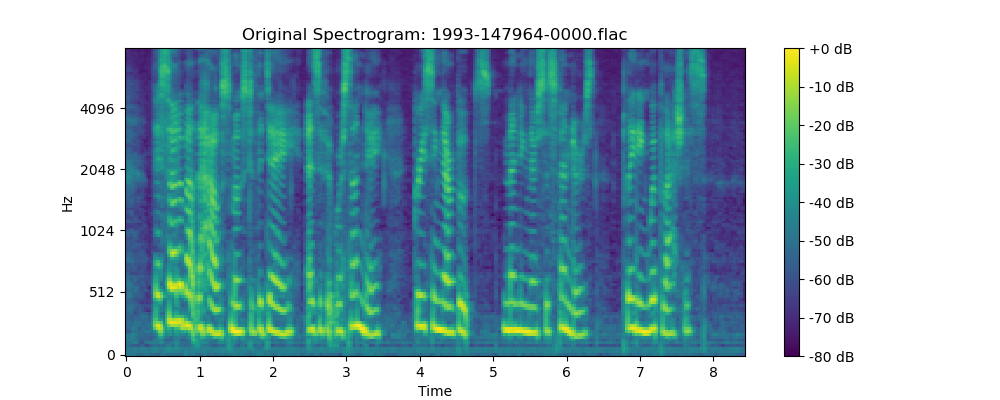 Original Spectrogram: 1993-147964-0000.flac
Hz
4096
2048
1024
512
0
0 1 2 3 4 5 6 7 8
Time
+0 dB
-10 dB
-20 dB
-30 dB
-40 dB
-50 dB
-60 dB
-70 dB
-80 dB